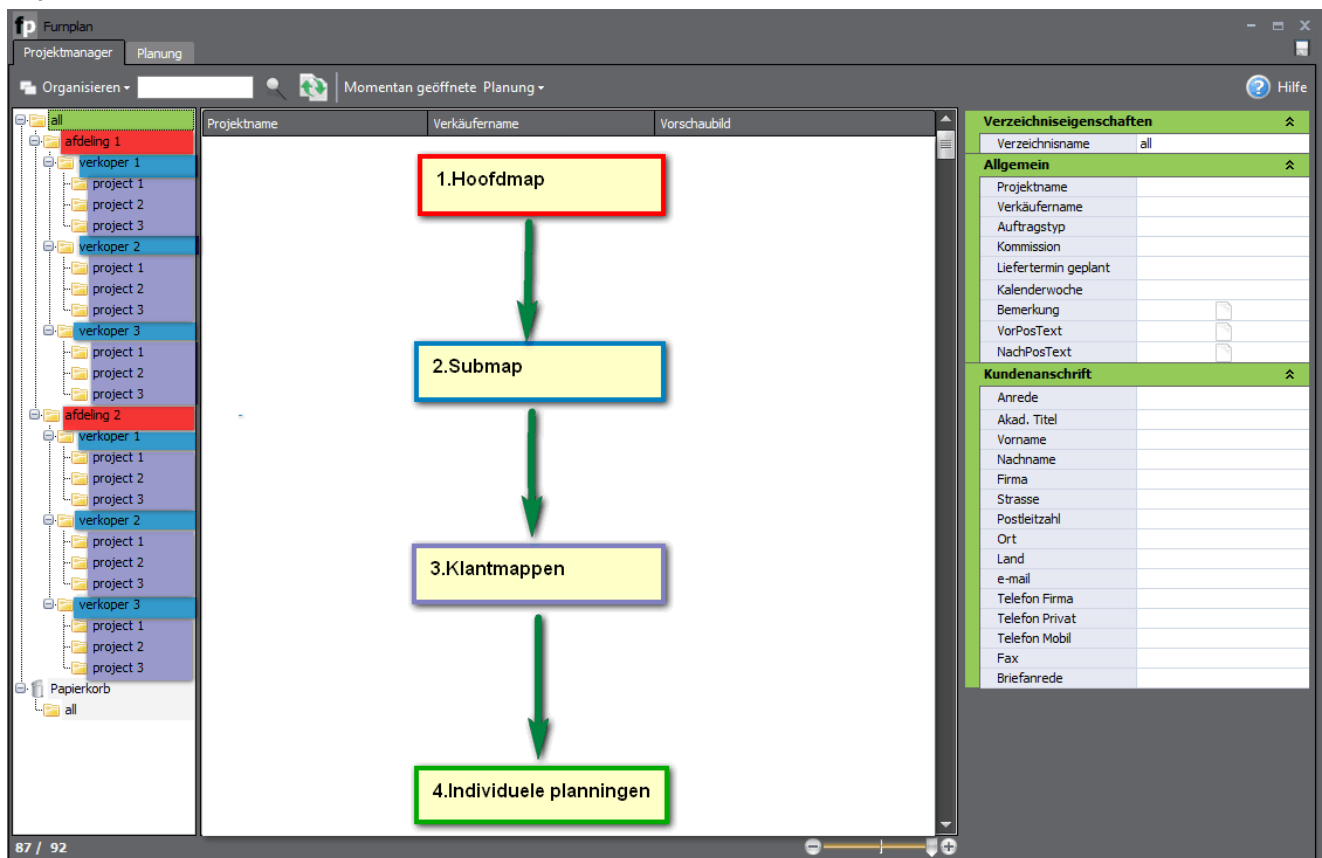 fp Furnplan
Projektmanager Planung
Organisieren Momentan geöffnete Planung Hilfe
all
afdeling 1
verkoper 1
project 1
project 2
project 3
verkoper 2
project 1
project 2
project 3
verkoper 3
project 1
project 2
project 3
afdeling 2
verkoper 1
project 1
project 2
project 3
verkoper 2
project 1
project 2
project 3
verkoper 3
project 1
project 2
project 3
Papierkorb
all
87 / 92
Projektname Verkäufername Vorschaubild
1.Hoofdmap
2.Submap
3.Klantmappen
4.Individuele planningen
Verzeichniseigenschaften
Verzeichnisname all
Allgemein
Projektname
Verkäufername
Auftragstyp
Kommission
Liefertermin geplant
Kalenderwoche
Bemerkung
VorPosText
NachPosText
Kundenanschrift
Anrede
Akad. Titel
Vorname
Nachname
Firma
Strasse
Postleitzahl
Ort
Land
e-mail
Telefon Firma
Telefon Privat
Telefon Mobil
Fax
Briefanrede